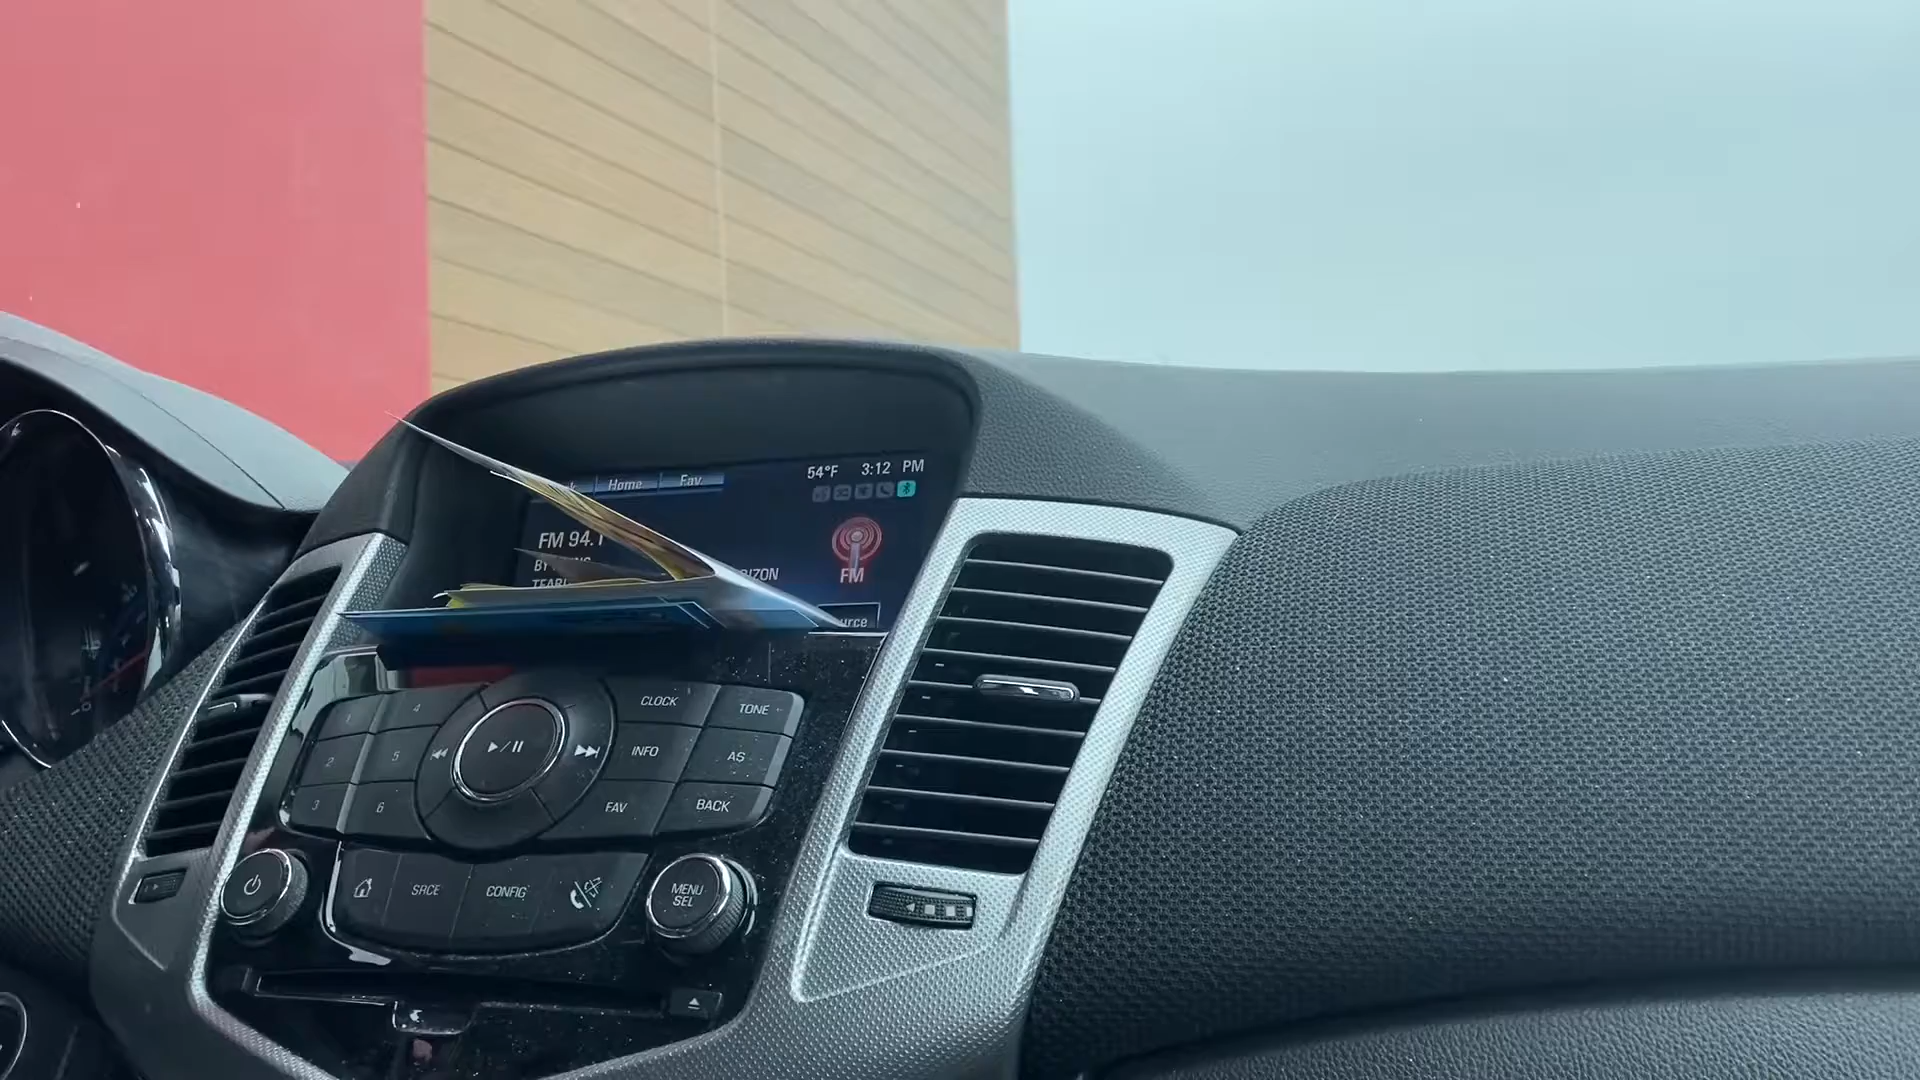 Home Fav
54°F 3:12 PM
FM 94.1
FM
CLOCK TONE
1 4
INFO AS
2 5
FAV BACK
3 6
SRCE CONFIG
MENU
SEL